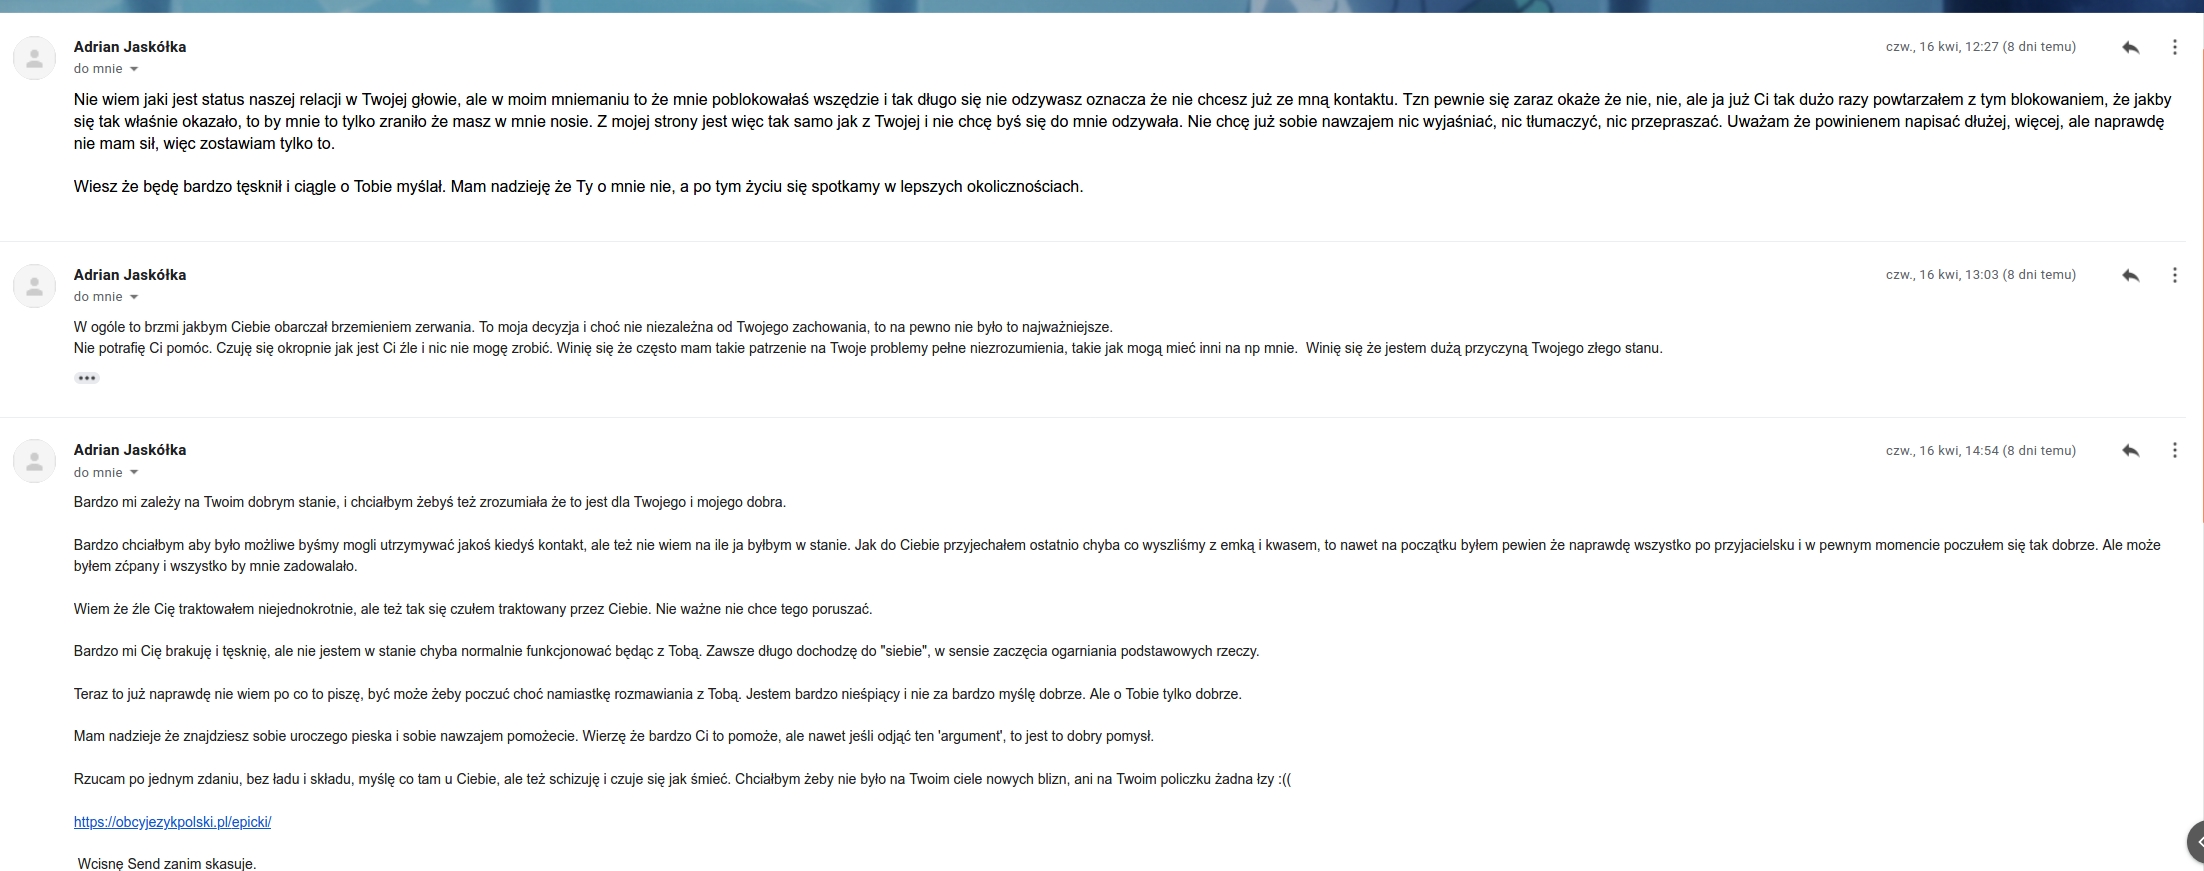 Adrian Jaskółka
czw., 16 kwi, 12:27 (8 dni temu)
do mnie
Nie wiem jaki jest status naszej relacji w Twojej głowie, ale w moim mniemaniu to że mnie poblokowałaś wszędzie i tak długo się nie odzywasz oznacza że nie chcesz już ze mną kontaktu. Tzn pewnie się zaraz okaże że nie, nie, ale ja już Ci tak dużo razy powtarzałem z tym blokowaniem, że jakby
się tak właśnie okazało, to by mnie to tylko zraniło że masz w mnie nosie. Z mojej strony jest więc tak samo jak z Twojej i nie chcę byś się do mnie odzywała. Nie chcę już sobie nawzajem nic wyjaśniać, nic tłumaczyć, nic przepraszać. Uważam że powinienem napisać dłużej, więcej, ale naprawdę
nie mam sił, więc zostawiam tylko to.
Wiesz że będę bardzo tęsknił i ciągle o Tobie myślał. Mam nadzieję że Ty o mnie nie, a po tym życiu się spotkamy w lepszych okolicznościach.
Adrian Jaskółka
czw., 16 kwi, 13:03 (8 dni temu)
do mnie
W ogóle to brzmi jakbym Ciebie obarczał brzemieniem zerwania. To moja decyzja i choć nie niezależna od Twojego zachowania, to na pewno nie było to najważniejsze.
Nie potrafię Ci pomóc. Czuję się okropnie jak jest Ci źle i nic nie mogę zrobić. Winię się że często mam takie patrzenie na Twoje problemy pełne niezrozumienia, takie jak mogą mieć inni na np mnie.  Winię się że jestem dużą przyczyną Twojego złego stanu.
Adrian Jaskółka
czw., 16 kwi, 14:54 (8 dni temu)
do mnie
Bardzo mi zależy na Twoim dobrym stanie, i chciałbym żebyś też zrozumiała że to jest dla Twojego i mojego dobra.
Bardzo chciałbym aby było możliwe byśmy mogli utrzymywać jakoś kiedyś kontakt, ale też nie wiem na ile ja byłbym w stanie. Jak do Ciebie przyjechałem ostatnio chyba co wyszliśmy z emką i kwasem, to nawet na początku byłem pewien że naprawdę wszystko po przyjacielsku i w pewnym momencie poczułem się tak dobrze. Ale może
byłem zćpany i wszystko by mnie zadowalało.
Wiem że źle Cię traktowałem niejednokrotnie, ale też tak się czułem traktowany przez Ciebie. Nie ważne nie chce tego poruszać.
Bardzo mi Cię brakuję i tęsknię, ale nie jestem w stanie chyba normalnie funkcjonować będąc z Tobą. Zawsze długo dochodzę do "siebie", w sensie zaczęcia ogarniania podstawowych rzeczy.
Teraz to już naprawdę nie wiem po co to piszę, być może żeby poczuć choć namiastkę rozmawiania z Tobą. Jestem bardzo nieśpiący i nie za bardzo myślę dobrze. Ale o Tobie tylko dobrze.
Mam nadzieje że znajdziesz sobie uroczego pieska i sobie nawzajem pomożecie. Wierzę że bardzo Ci to pomoże, ale nawet jeśli odjąć ten 'argument', to jest to dobry pomysł.
Rzucam po jednym zdaniu, bez ładu i składu, myślę co tam u Ciebie, ale też schizuję i czuje się jak śmieć. Chciałbym żeby nie było na Twoim ciele nowych blizn, ani na Twoim policzku żadna łzy :((
https://obcyjezykpolski.pl/epicki/
Wcisnę Send zanim skasuje.